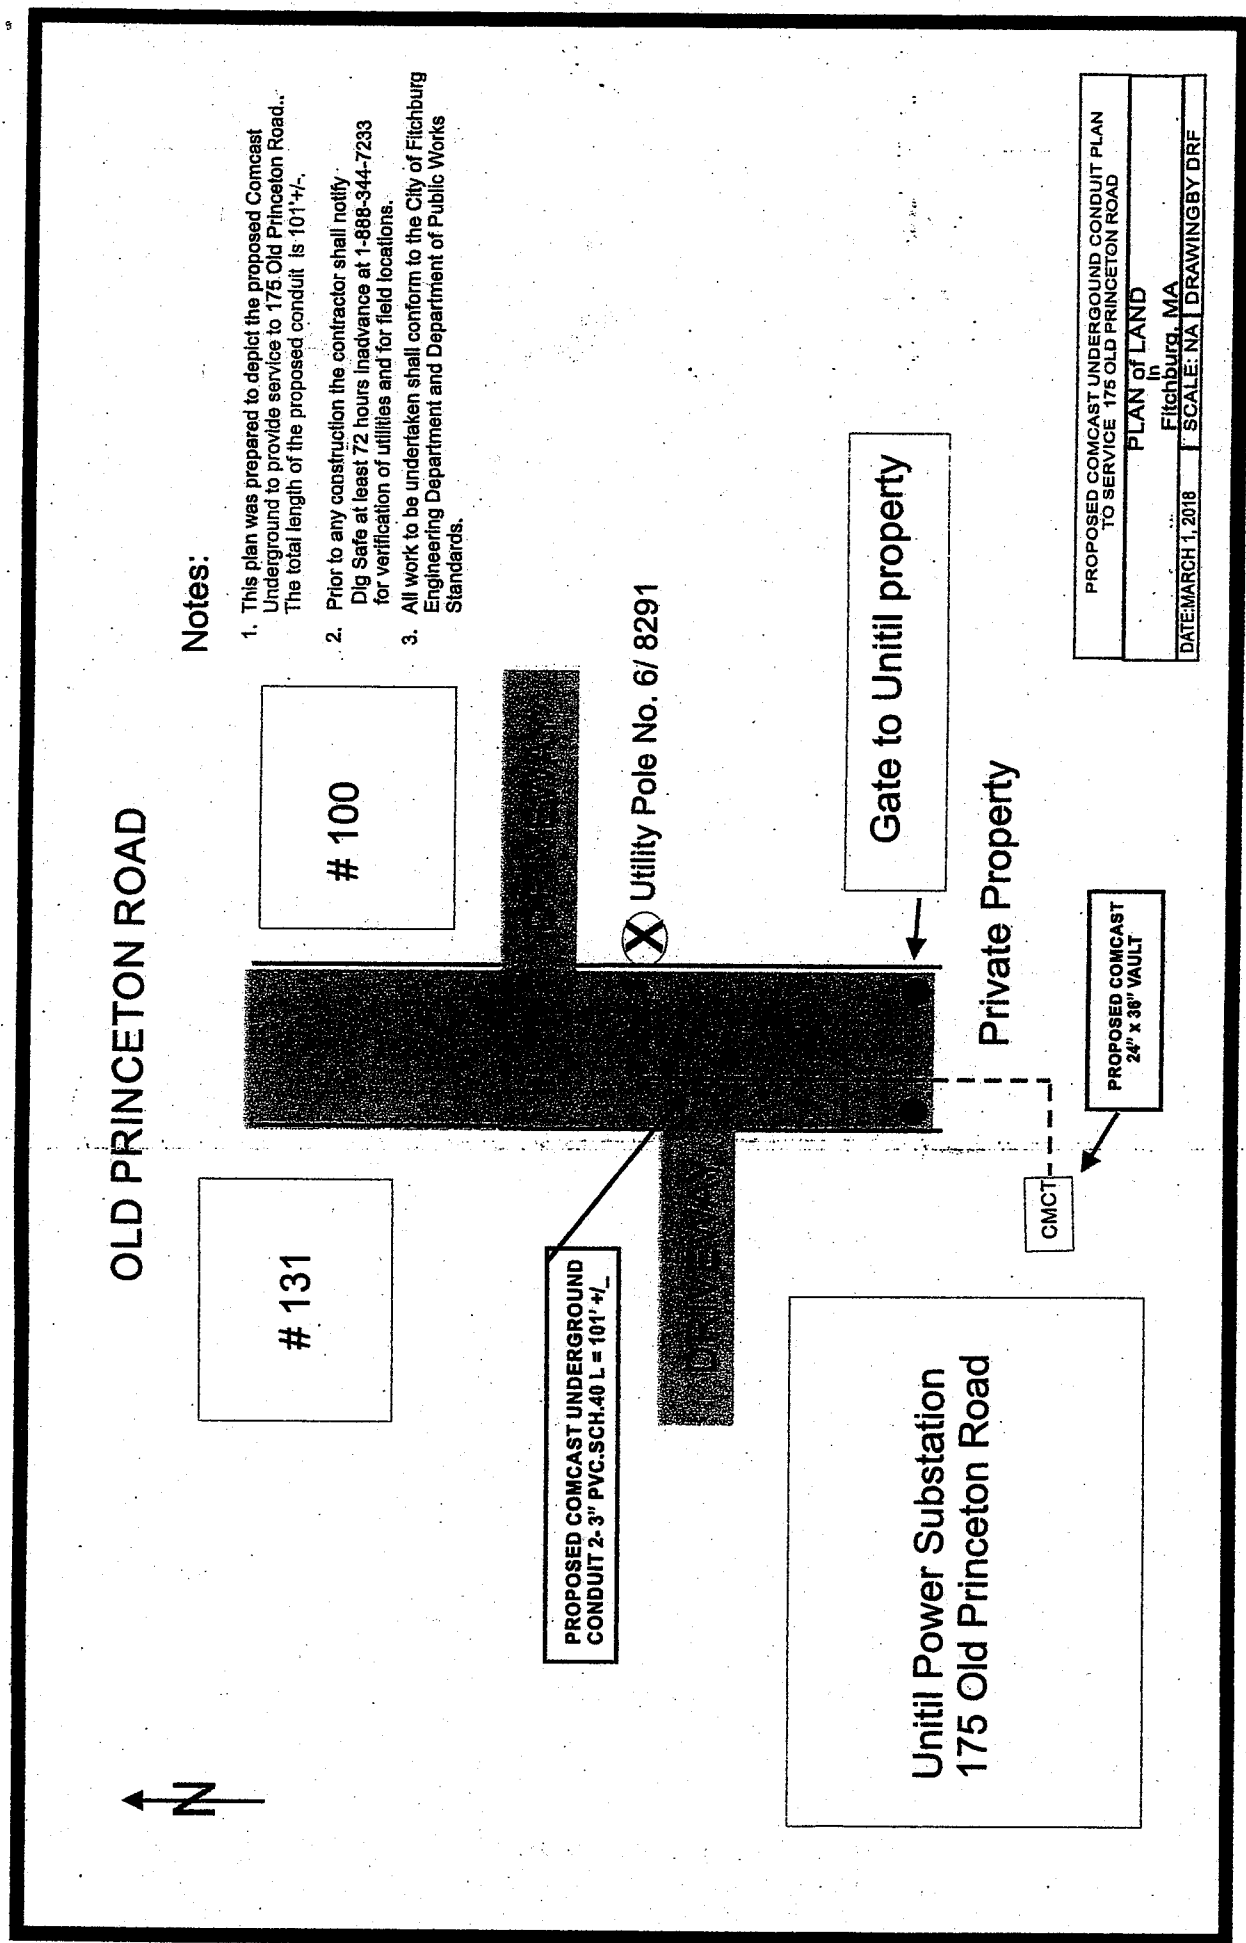 OLD PRINCETON ROAD
N
Notes:
1. This plan was prepared to depict the proposed Comcast
Underground to provide service to 175 Old Princeton Road..
The total length of the proposed conduit is 101'+/-.
2. Prior to any construction the contractor shall notify
Dig Safe at least 72 hours inadvance at 1-888-344-7233
for verification of utilities and for field locations.
3. All work to be undertaken shall conform to the City of Fitchburg
Engineering Department and Department of Public Works
Standards.
# 131
# 100
DRIVEWAY
PROPOSED COMCAST UNDERGROUND
CONDUIT 2- 3" PVC.SCH.40 L = 101' +/_
X
Utility Pole No. 6/ 8291
DRIVEWAY
Gate to Unitil property
Unitil Power Substation
175 Old Princeton Road
Private Property
CMCT
PROPOSED COMCAST
24" x 36" VAULT
PROPOSED COMCAST UNDERGOUND CONDUIT PLAN
TO SERVICE 175 OLD PRINCETON ROAD
PLAN of LAND
In
Fitchburg, MA
DATE:MARCH 1, 2018
SCALE: NA
DRAWINGBY DRF